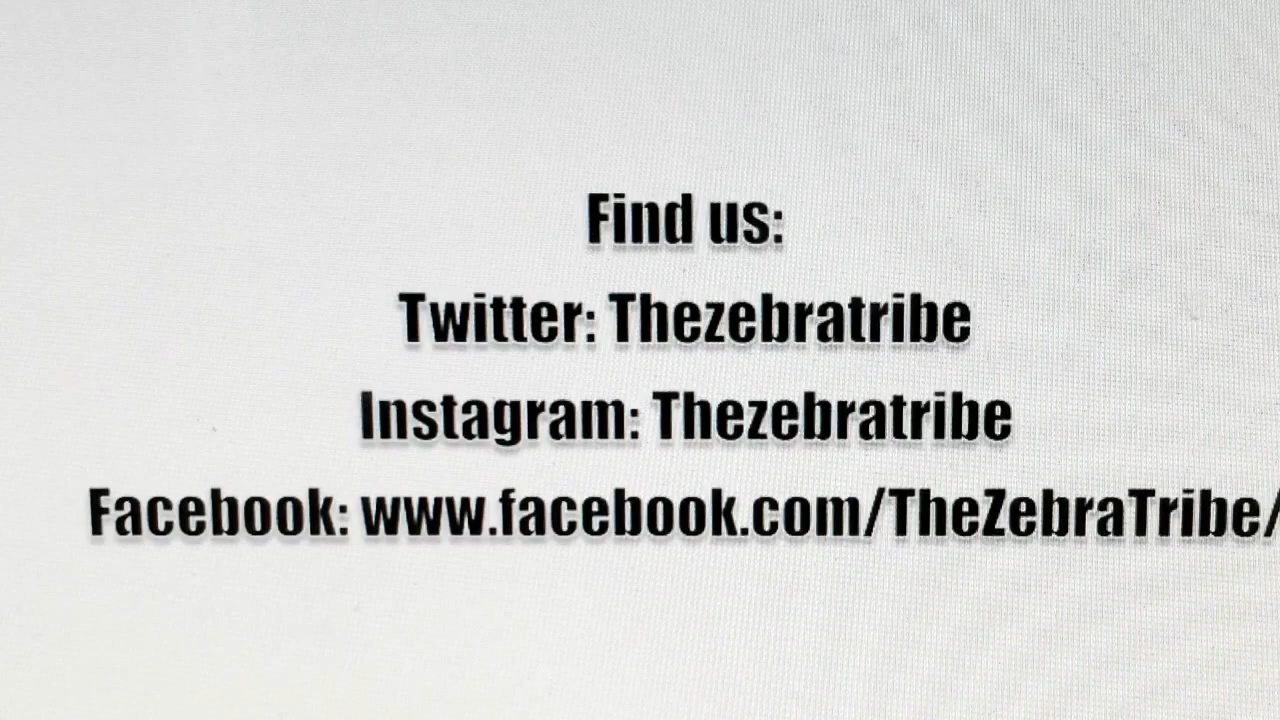 Find us:
Twitter: Thezebratribe
Instagram: Thezebratribe
Facebook: www.facebook.com/TheZebraTribe/